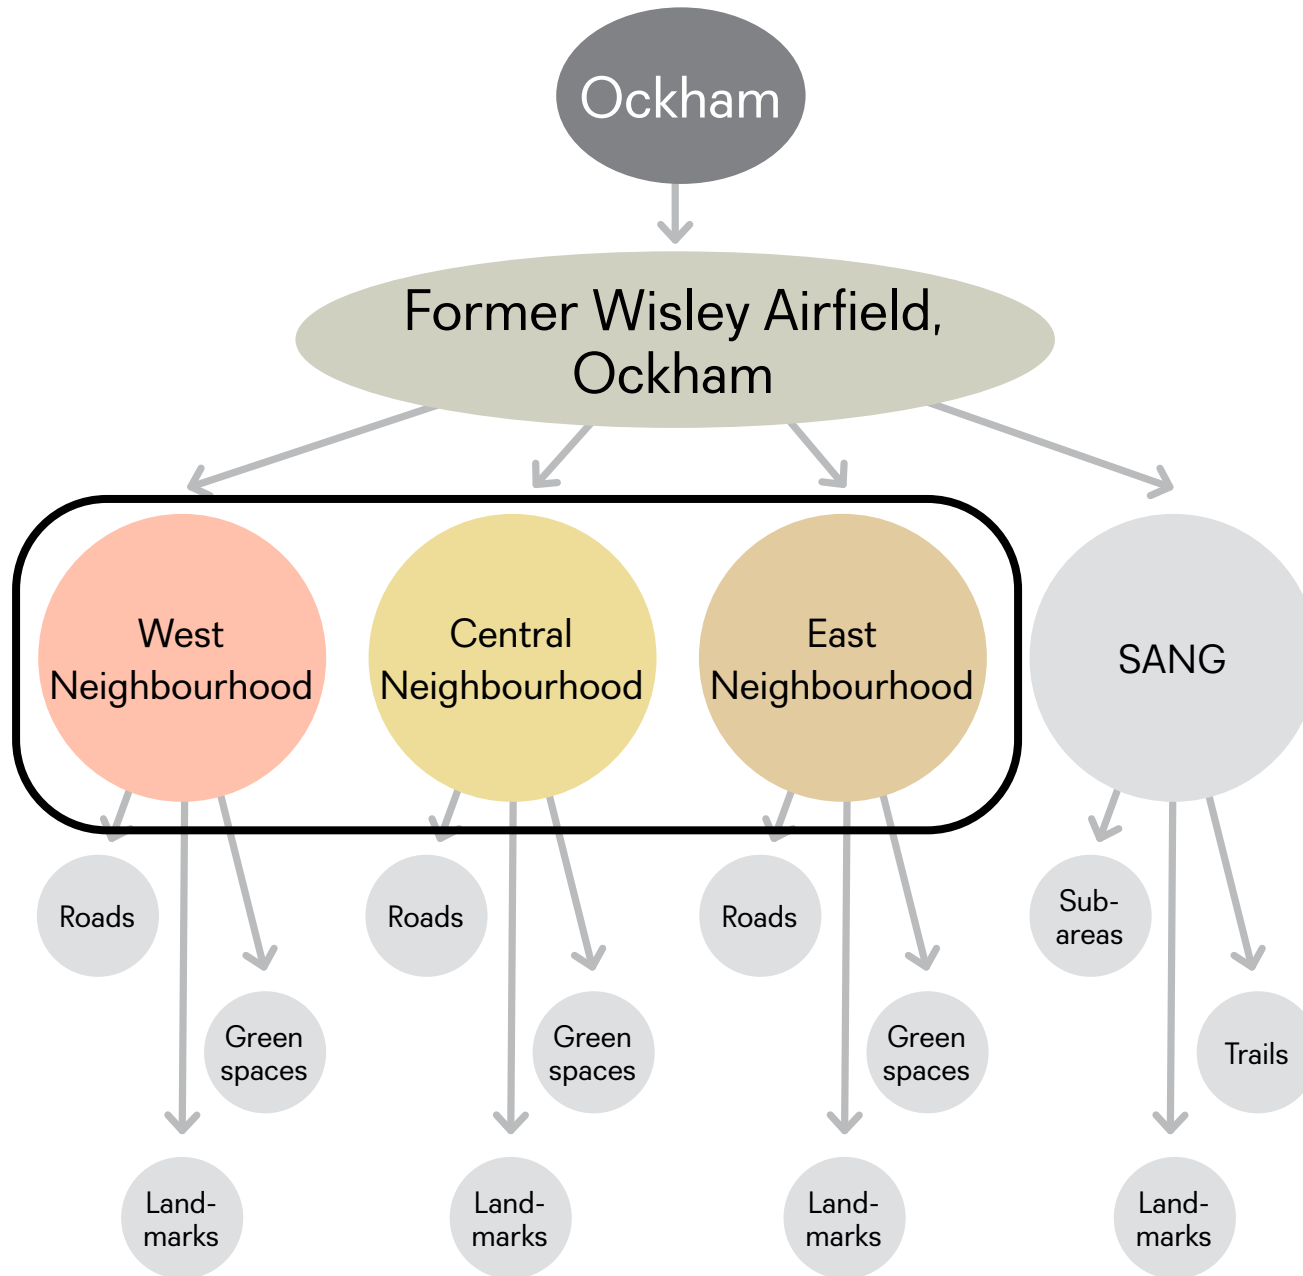 Ockham
Former Wisley Airfield,
Ockham
West
Neighbourhood
Central
Neighbourhood
East
Neighbourhood
SANG
Roads
Roads
Roads
Sub-
areas
Green
spaces
Green
spaces
Green
spaces
Trails
Land-
marks
Land-
marks
Land-
marks
Land-
marks